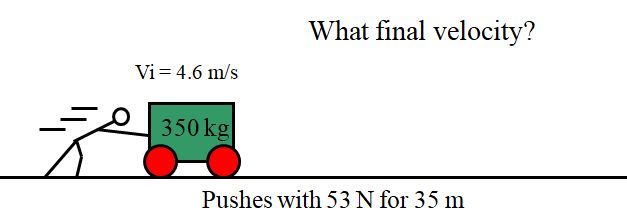 What final velocity?
Vi = 4.6 m/s
350 kg
Pushes with 53 N for 35 m